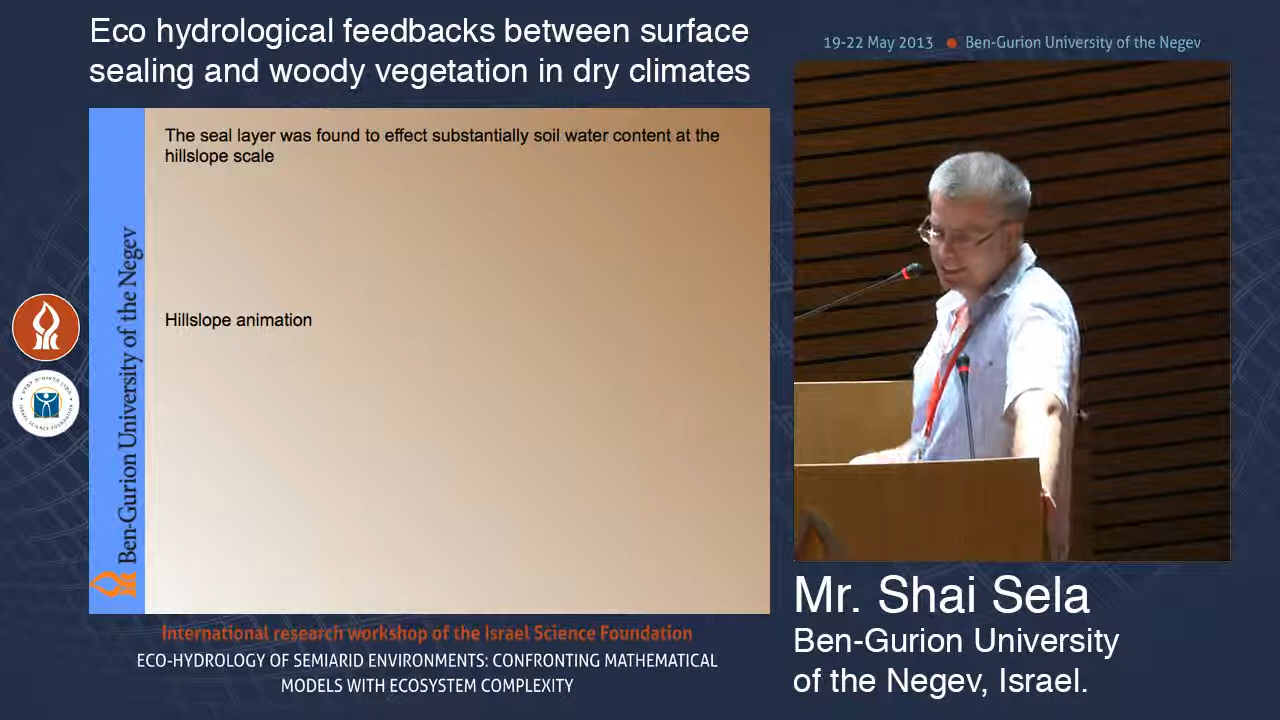 Eco hydrological feedbacks between surface
sealing and woody vegetation in dry climates
19-22 May 2013 ● Ben-Gurion University of the Negev
The seal layer was found to effect substantially soil water content at the
hillslope scale
Hillslope animation
Ben-Gurion University of the Negev
International research workshop of the Israel Science Foundation
ECO-HYDROLOGY OF SEMIARID ENVIRONMENTS: CONFRONTING MATHEMATICAL
MODELS WITH ECOSYSTEM COMPLEXITY
Mr. Shai Sela
Ben-Gurion University
of the Negev, Israel.